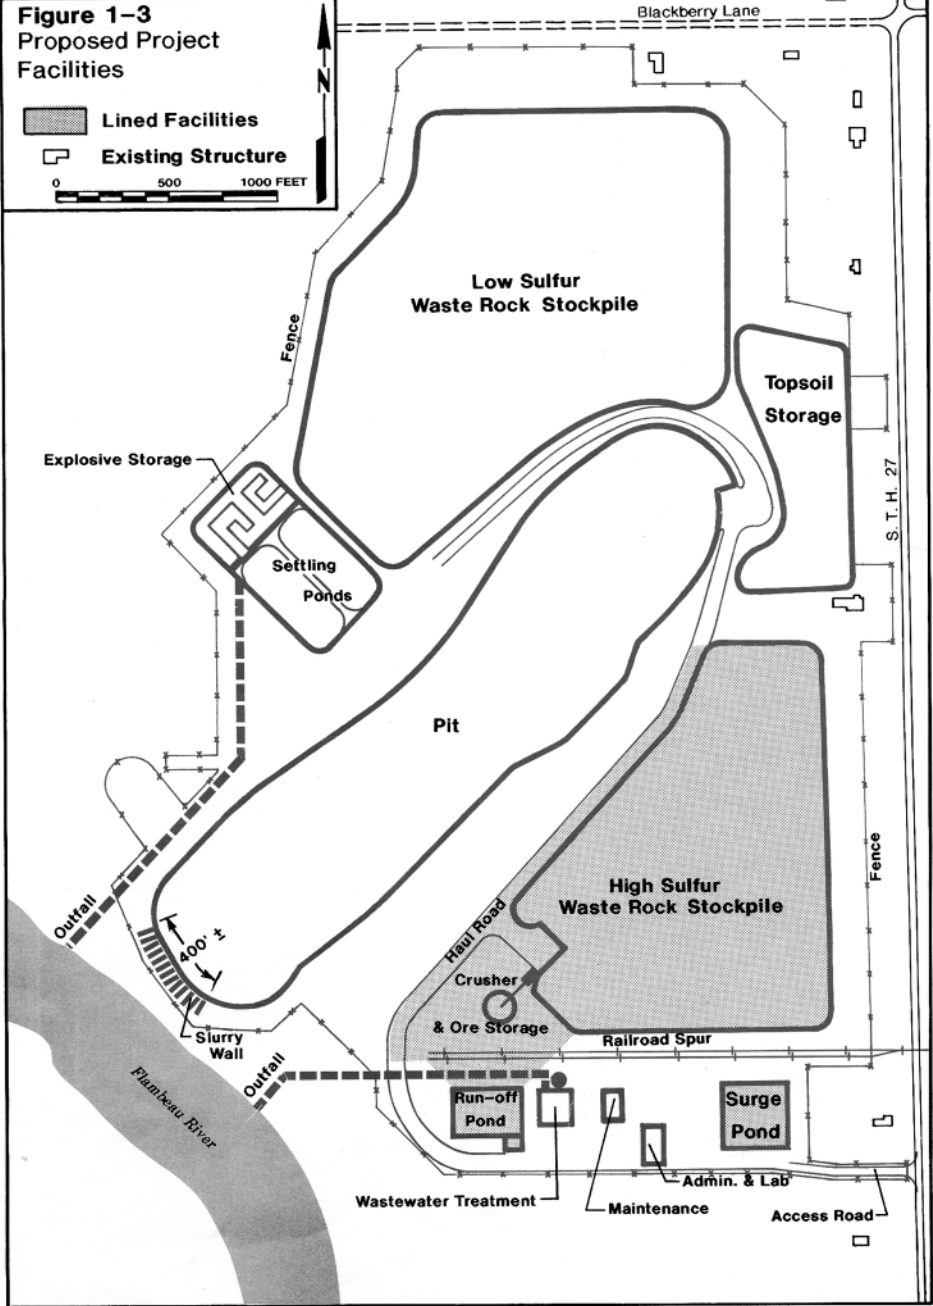 Figure 1–3
Proposed Project
Facilities
N
Lined Facilities
Existing Structure
0 500 1000 FEET
Blackberry Lane
Low Sulfur
Waste Rock Stockpile
Fence
Topsoil
Storage
Explosive Storage
S. T. H. 27
Settling
Ponds
Pit
Fence
High Sulfur
Waste Rock Stockpile
Outfall
400' ±
Haul Road
Crusher
& Ore Storage
Slurry
Wall
Railroad Spur
Outfall
Flambeau River
Run–off
Pond
Surge
Pond
Admin. & Lab
Wastewater Treatment
Maintenance
Access Road